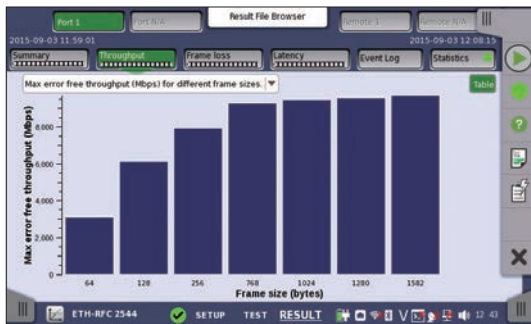 Port 1
Port N/A
Result File Browser
Remote 1
Remote N/A
2015-09-03 11:59:01
2015-09-03 12:08:15
Summary
Throughput
Frame loss
Latency
Event Log
Statistics
Max error free throughput (Mbps) for different frame sizes.
Table
Max error free throughput (Mbps)
8.000
6.000
4.000
2.000
0
64
128
256
768
1024
1280
1582
Frame size (bytes)
ETH-RFC 2544
SETUP
TEST
RESULT
12 43